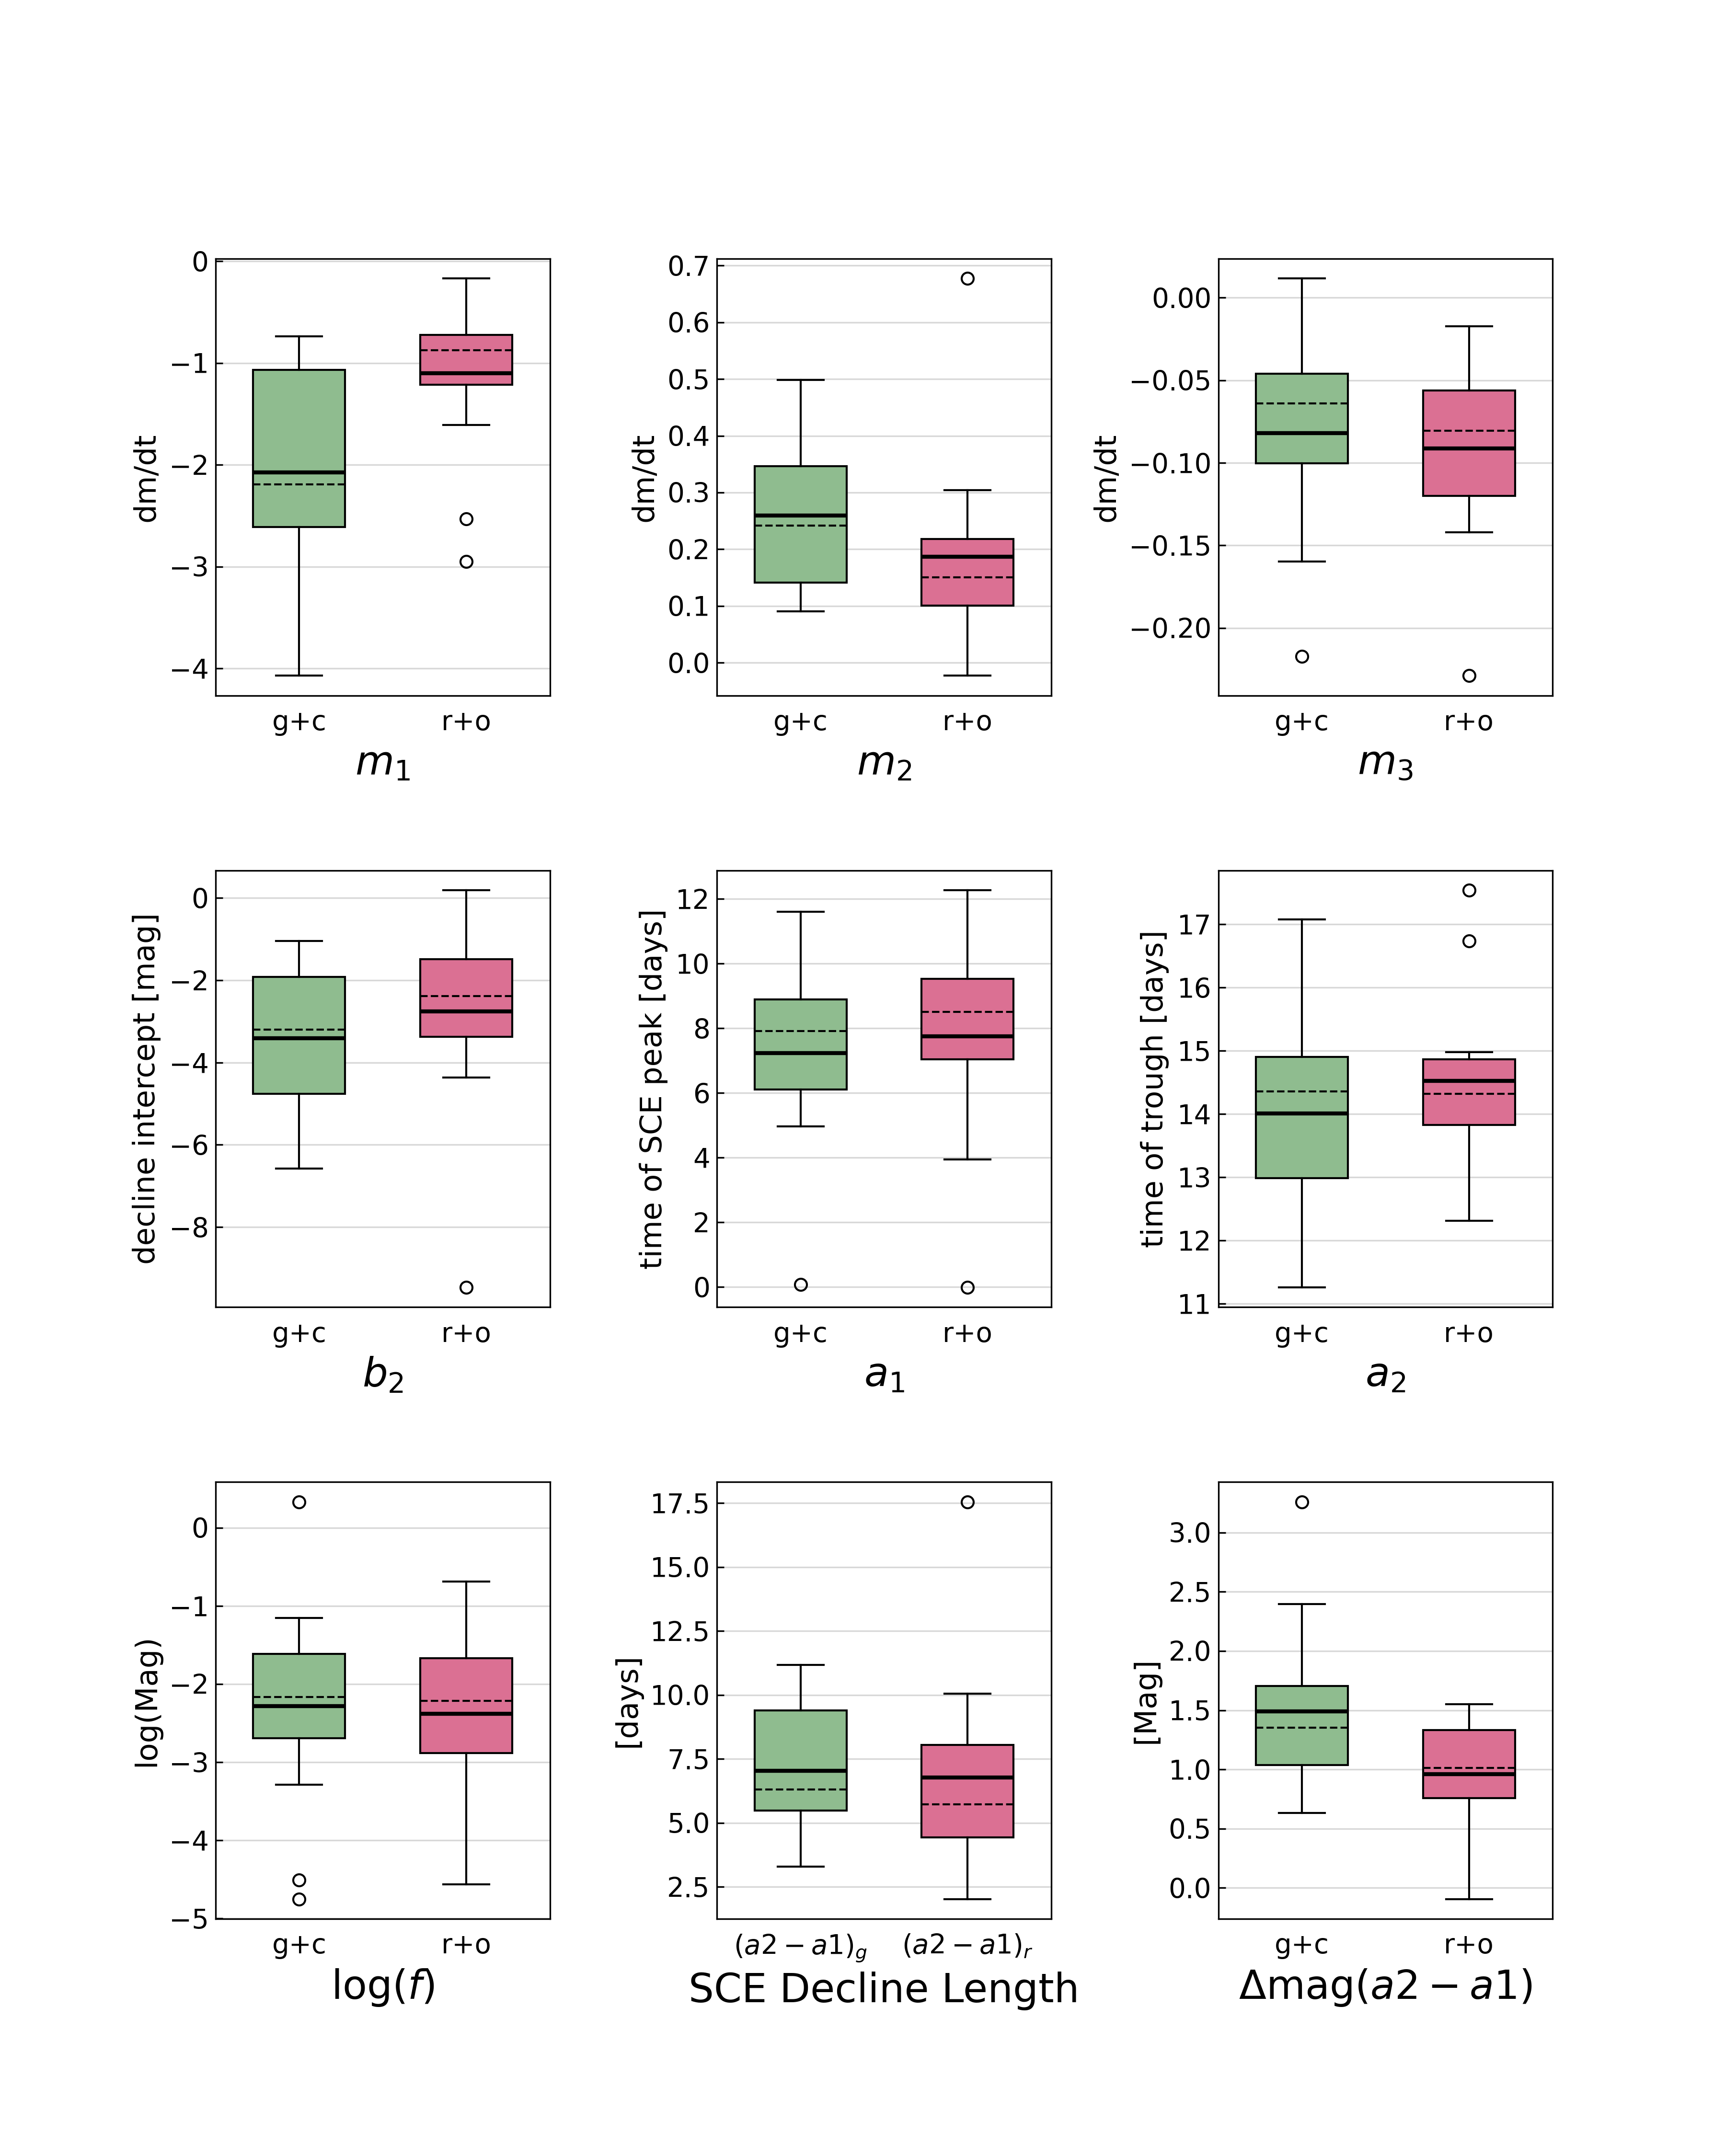 0
−1
−2
−3
−4
dm/dt
g+c r+o
m₁
0.7
0.6
0.5
0.4
0.3
0.2
0.1
0.0
dm/dt
g+c r+o
m₂
0.00
−0.05
−0.10
−0.15
−0.20
dm/dt
g+c r+o
m₃
0
−2
−4
−6
−8
decline intercept [mag]
g+c r+o
b₂
12
10
8
6
4
2
0
time of SCE peak [days]
g+c r+o
a₁
17
16
15
14
13
12
11
time of trough [days]
g+c r+o
a₂
0
−1
−2
−3
−4
−5
log(Mag)
g+c r+o
log(f)
17.5
15.0
12.5
10.0
7.5
5.0
2.5
[days]
(a2 − a1)g (a2 − a1)r
SCE Decline Length
3.0
2.5
2.0
1.5
1.0
0.5
0.0
[Mag]
g+c r+o
Δmag(a2 − a1)